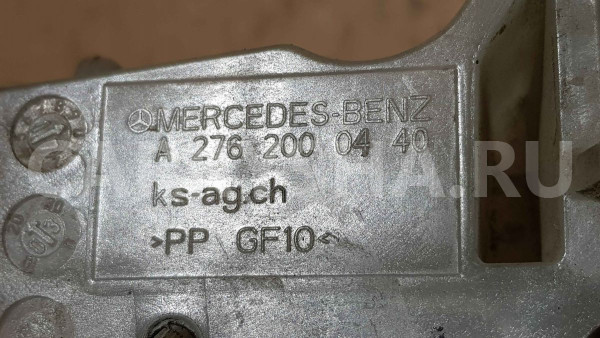 MERCEDES-BENZ
A 276 200 04 40
ks-ag.ch
>PP GF10<